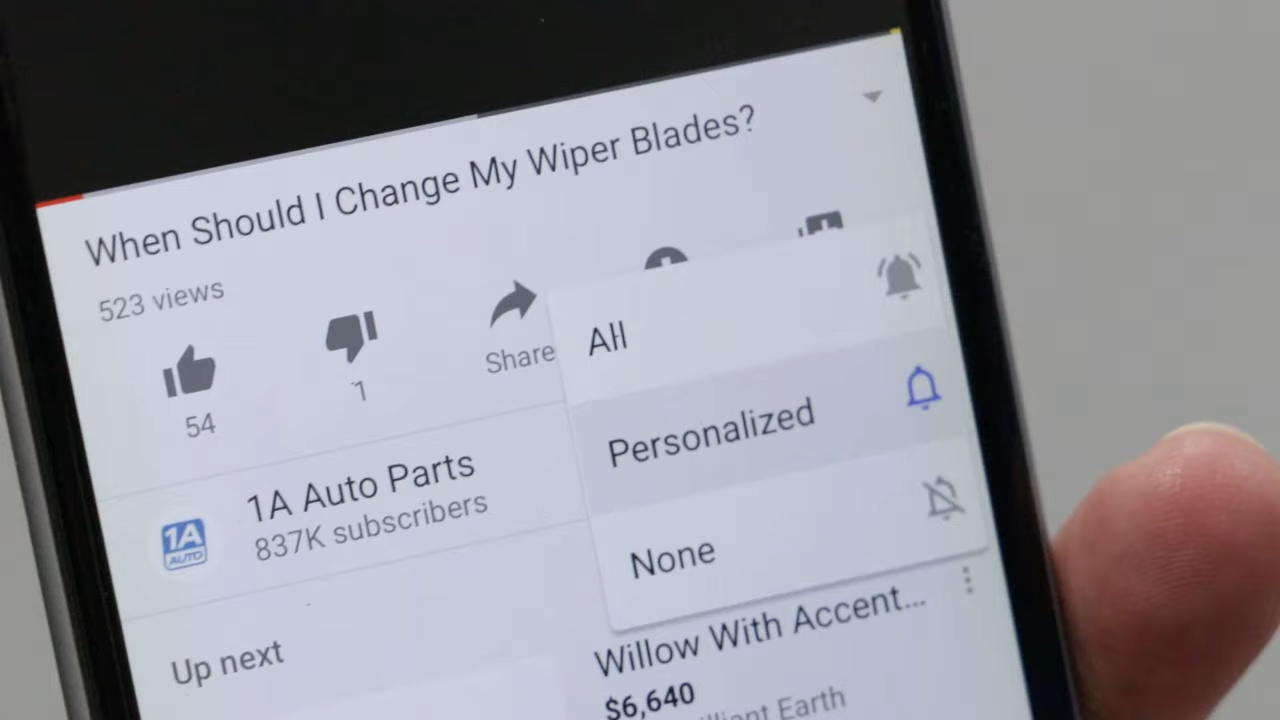 When Should I Change My Wiper Blades?
523 views
54
1
Share
All
Personalized
None
1A Auto Parts
837K subscribers
1A
AUTO
Up next
Willow With Accent...
$6,640
Earth